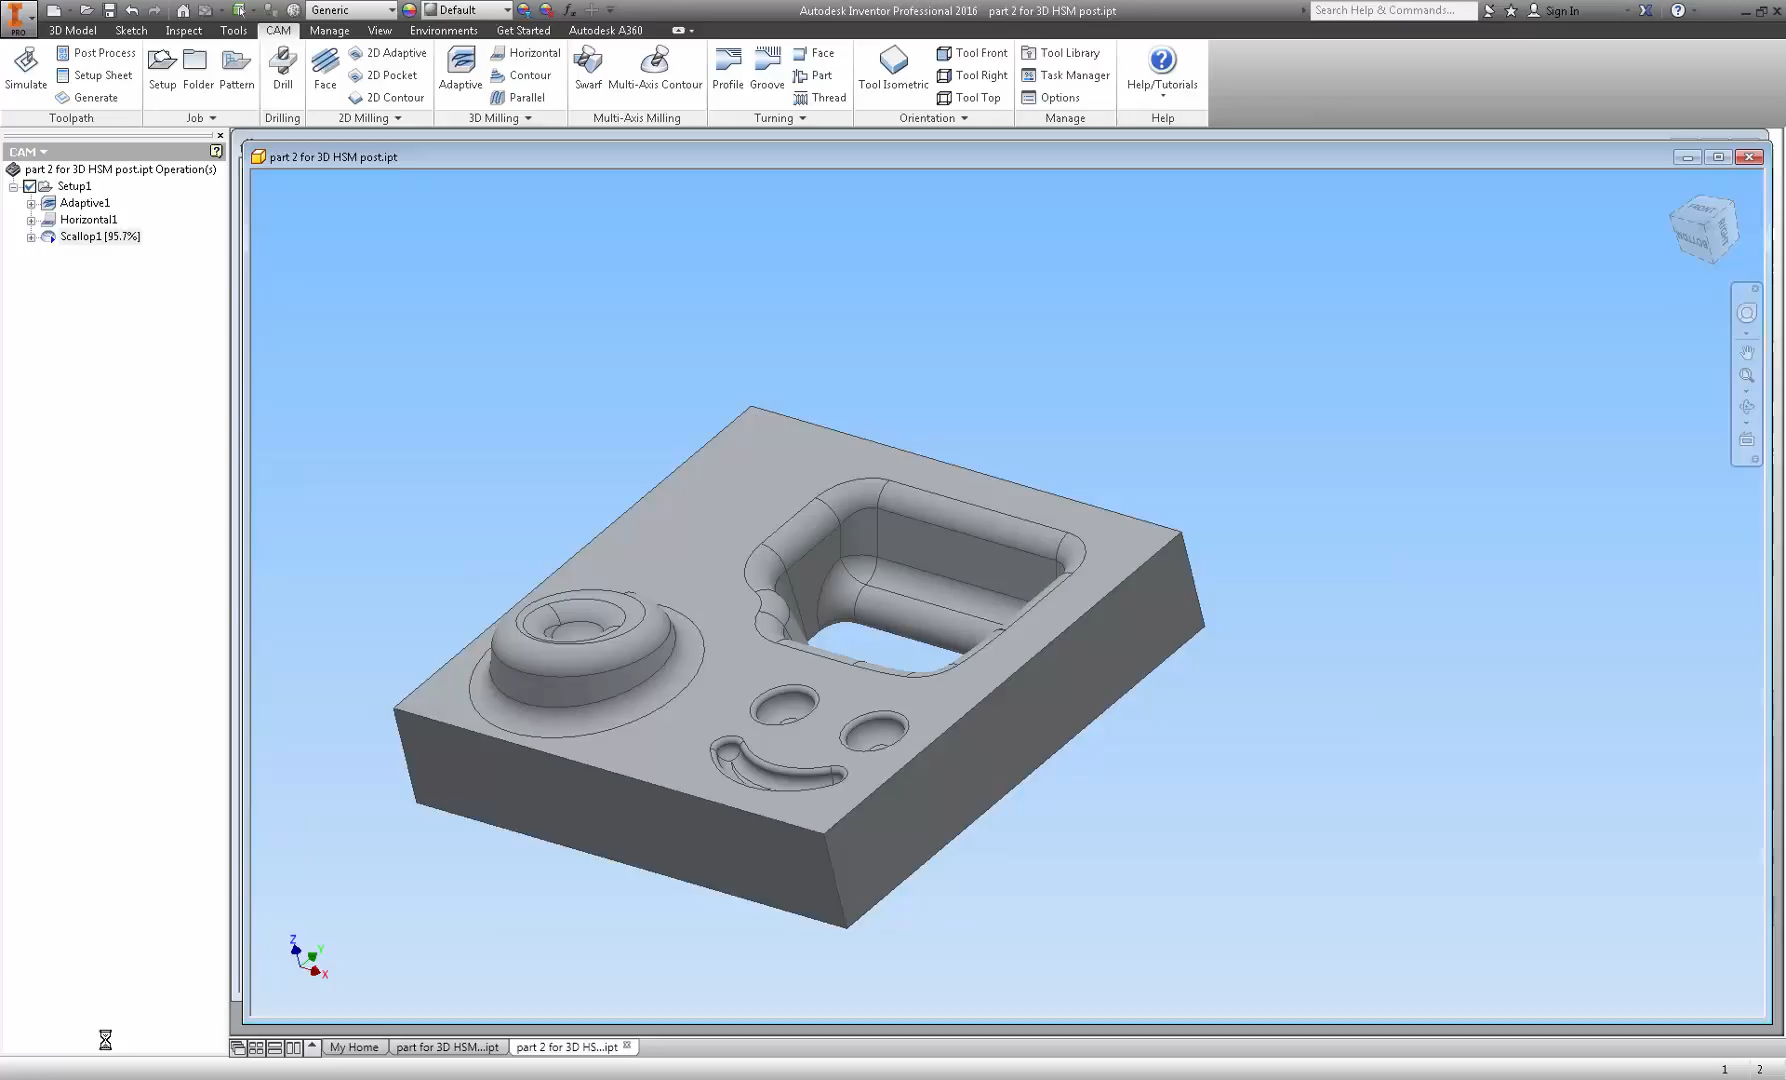 Generic
Default
Autodesk Inventor Professional 2016 part 2 for 3D HSM post.ipt
Search Help & Commands...
Sign In
PRO
3D Model
Sketch
Inspect
Tools
CAM
Manage
View
Environments
Get Started
Autodesk A360
Simulate
Post Process
Setup Sheet
Generate
Toolpath
Setup
Folder
Pattern
Job
Drill
Drilling
Face
2D Adaptive
2D Pocket
2D Contour
2D Milling
Adaptive
Horizontal
Contour
Parallel
3D Milling
Swarf
Multi-Axis Contour
Multi-Axis Milling
Profile
Groove
Face
Part
Thread
Turning
Tool Isometric
Tool Front
Tool Right
Tool Top
Orientation
Tool Library
Task Manager
Options
Manage
Help/Tutorials
Help
CAM
part 2 for 3D HSM post.ipt Operation(s)
Setup1
Adaptive1
Horizontal1
Scallop1 [95.7%]
part 2 for 3D HSM post.ipt
FRONT
RIGHT
BOTTOM
Z
Y
X
My Home
part for 3D HSM...ipt
part 2 for 3D HS...ipt
1 2